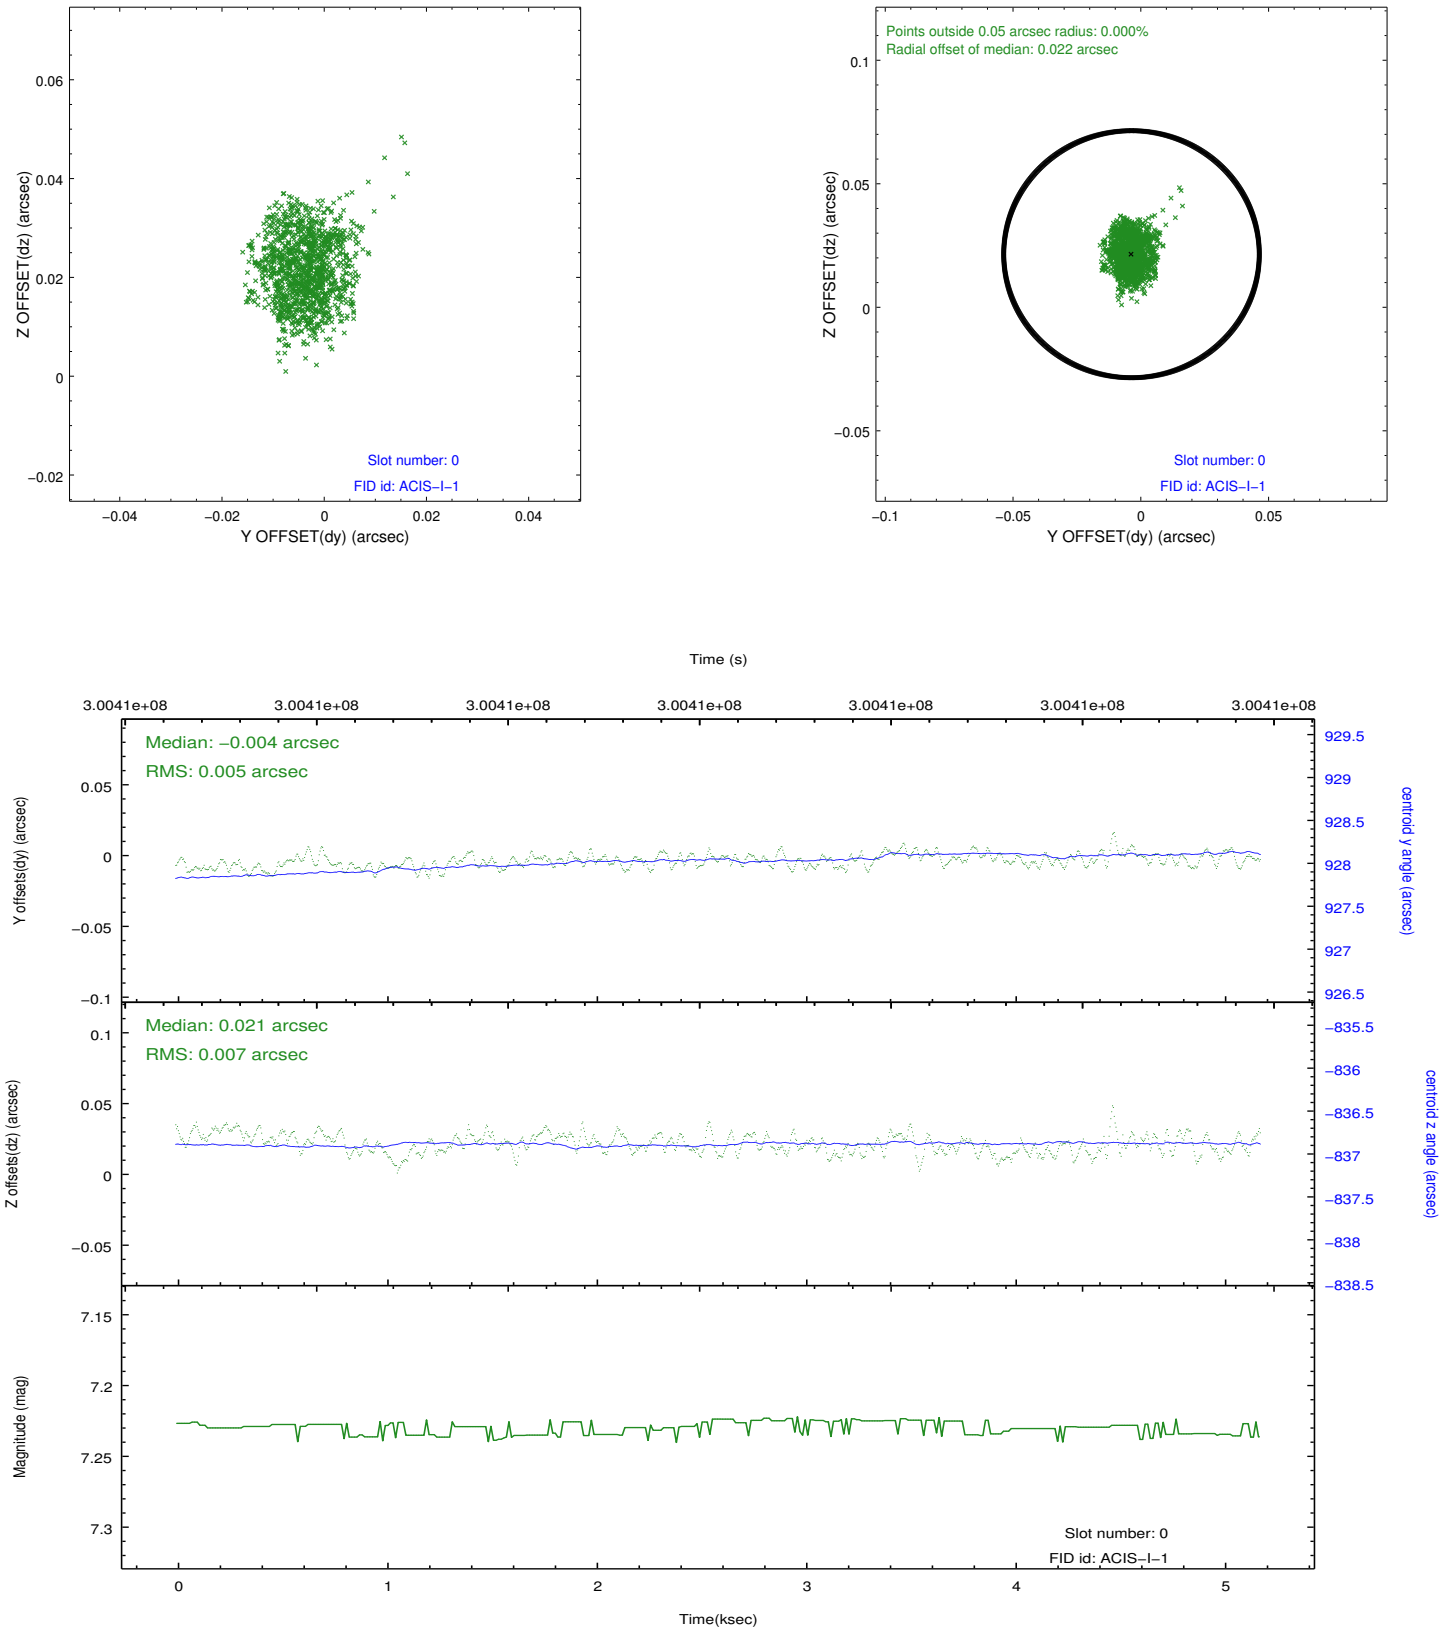 0.06
0.04
0.02
0
−0.02
Z OFFSET(dz) (arcsec)
Slot number: 0
FID id: ACIS−I−1
−0.04
−0.02
0
0.02
0.04
Y OFFSET(dy) (arcsec)
Points outside 0.05 arcsec radius: 0.000%
Radial offset of median: 0.022 arcsec
0.1
0.05
0
−0.05
Z OFFSET(dz) (arcsec)
Slot number: 0
FID id: ACIS−I−1
−0.1
−0.05
0
0.05
Y OFFSET(dy) (arcsec)
Time (s)
3.0041e+08
3.0041e+08
3.0041e+08
3.0041e+08
3.0041e+08
3.0041e+08
3.0041e+08
Median: −0.004 arcsec
RMS: 0.005 arcsec
0.05
0
−0.05
−0.1
Y offsets(dy) (arcsec)
929.5
929
928.5
928
927.5
927
926.5
centroid y angle (arcsec)
Median: 0.021 arcsec
RMS: 0.007 arcsec
0.1
0.05
0
−0.05
Z offsets(dz) (arcsec)
−835.5
−836
−836.5
−837
−837.5
−838
−838.5
centroid z angle (arcsec)
7.15
7.2
7.25
7.3
Magnitude (mag)
Slot number: 0
FID id: ACIS−I−1
0
1
2
3
4
5
Time(ksec)